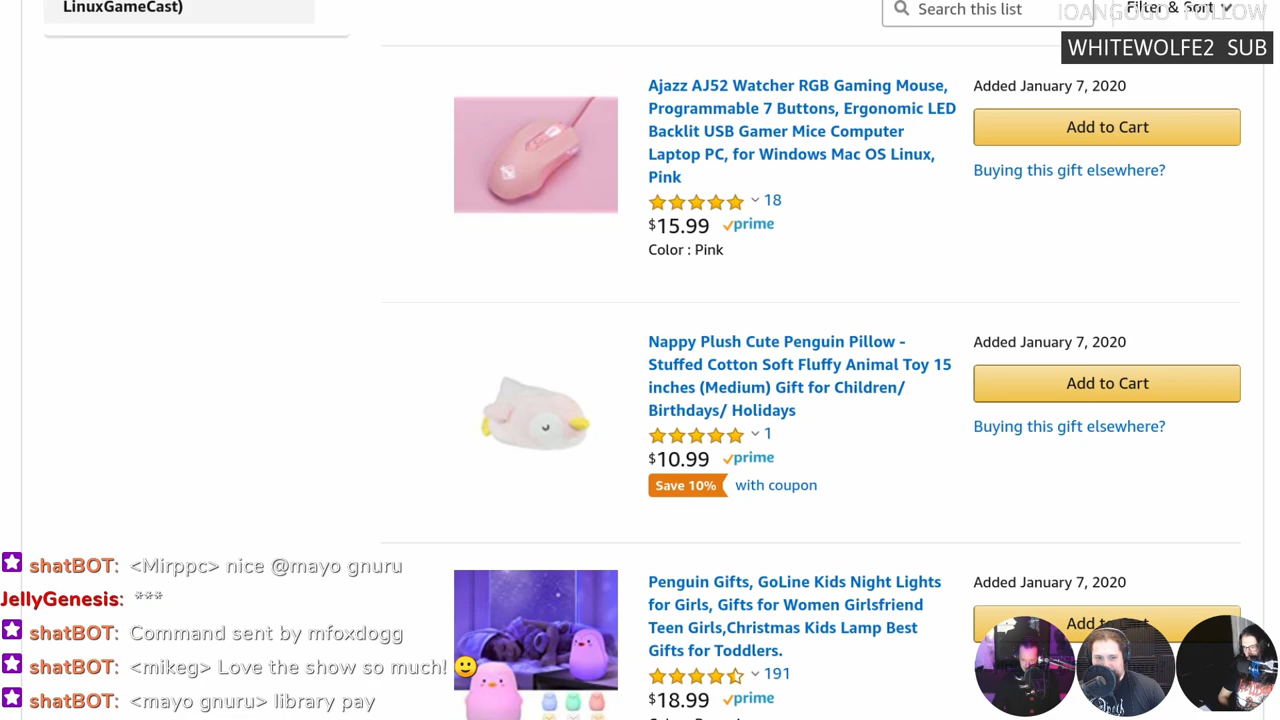 LinuxGameCast)
Search this list
Filter & Sort
IOANGOGO FOLLOW
WHITEWOLFE2 SUB
Ajazz AJ52 Watcher RGB Gaming Mouse,
Programmable 7 Buttons, Ergonomic LED
Backlit USB Gamer Mice Computer
Laptop PC, for Windows Mac OS Linux,
Pink
18
$15.99 prime
Color : Pink
Added January 7, 2020
Add to Cart
Buying this gift elsewhere?
Nappy Plush Cute Penguin Pillow -
Stuffed Cotton Soft Fluffy Animal Toy 15
inches (Medium) Gift for Children/
Birthdays/ Holidays
1
$10.99 prime
Save 10% with coupon
Added January 7, 2020
Add to Cart
Buying this gift elsewhere?
Penguin Gifts, GoLine Kids Night Lights
for Girls, Gifts for Women Girlsfriend
Teen Girls,Christmas Kids Lamp Best
Gifts for Toddlers.
191
$18.99 prime
Added January 7, 2020
Add to Cart
shatBOT: <Mirppc> nice @mayo gnuru
JellyGenesis: ***
shatBOT: Command sent by mfoxdogg
shatBOT: <mikeg> Love the show so much!
shatBOT: <mayo gnuru> library pay